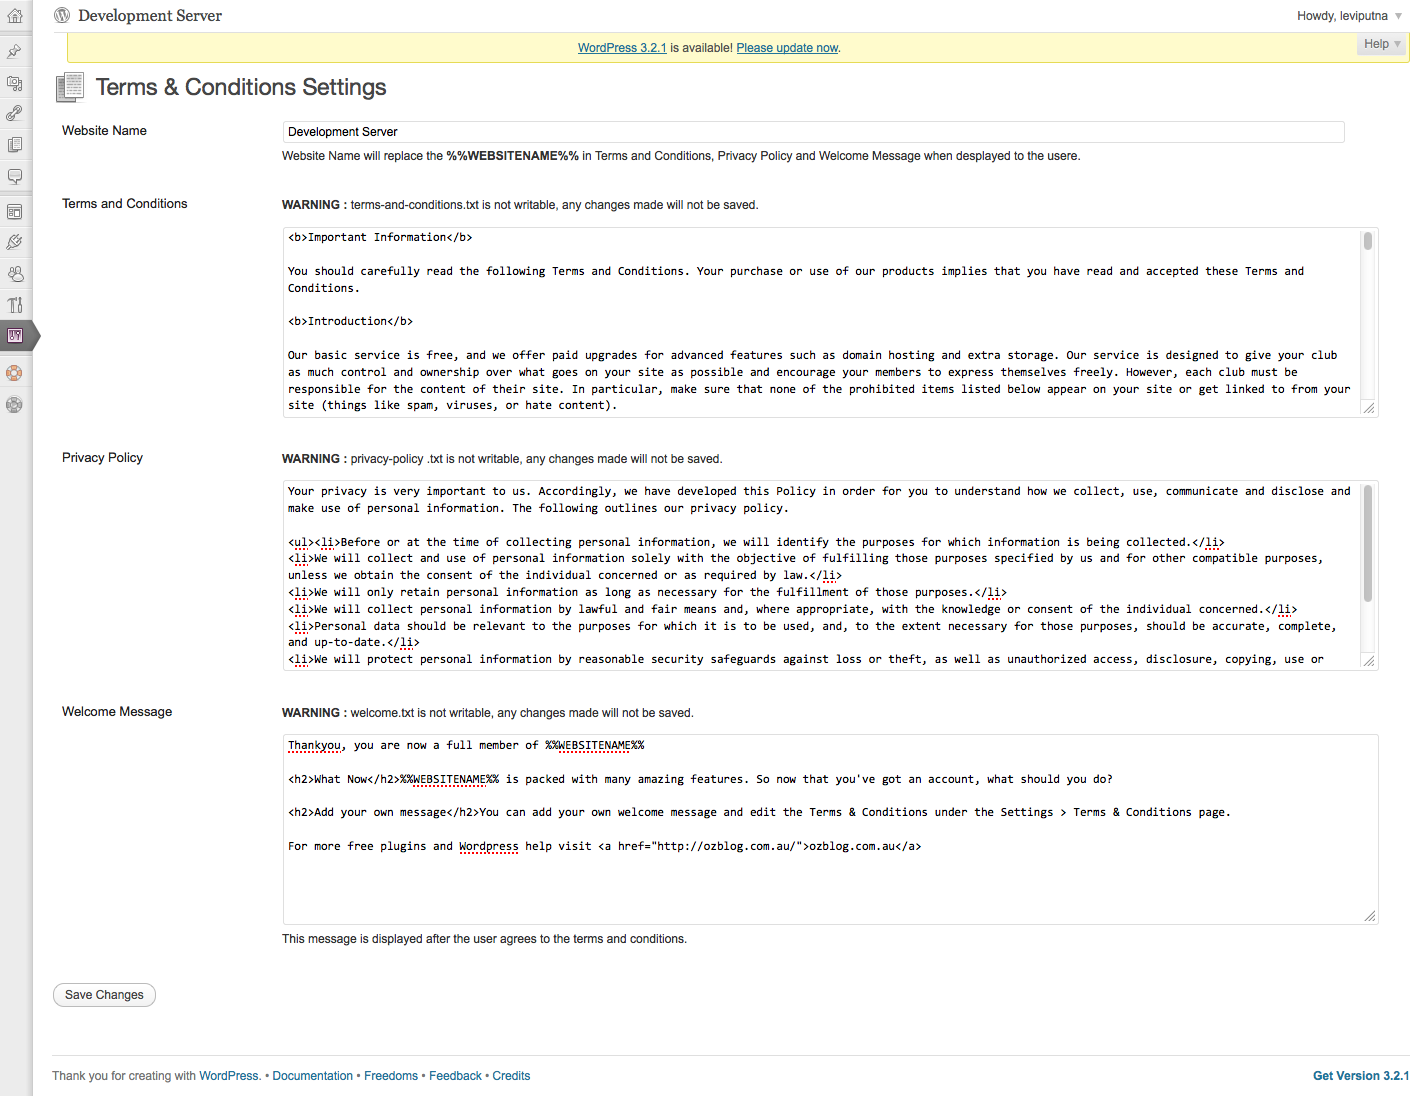 Development Server
Howdy, leviputna
WordPress 3.2.1 is available! Please update now.
Help
Terms & Conditions Settings
Website Name
Development Server
Website Name will replace the %%WEBSITENAME%% in Terms and Conditions, Privacy Policy and Welcome Message when desplayed to the usere.
Terms and Conditions
WARNING : terms-and-conditions.txt is not writable, any changes made will not be saved.
<b>Important Information</b>
You should carefully read the following Terms and Conditions. Your purchase or use of our products implies that you have read and accepted these Terms and
Conditions.
<b>Introduction</b>
Our basic service is free, and we offer paid upgrades for advanced features such as domain hosting and extra storage. Our service is designed to give your club
as much control and ownership over what goes on your site as possible and encourage your members to express themselves freely. However, each club must be
responsible for the content of their site. In particular, make sure that none of the prohibited items listed below appear on your site or get linked to from your
site (things like spam, viruses, or hate content).
Privacy Policy
WARNING : privacy-policy .txt is not writable, any changes made will not be saved.
Your privacy is very important to us. Accordingly, we have developed this Policy in order for you to understand how we collect, use, communicate and disclose and
make use of personal information. The following outlines our privacy policy.
<ul><li>Before or at the time of collecting personal information, we will identify the purposes for which information is being collected.</li>
<li>We will collect and use of personal information solely with the objective of fulfilling those purposes specified by us and for other compatible purposes,
unless we obtain the consent of the individual concerned or as required by law.</li>
<li>We will only retain personal information as long as necessary for the fulfillment of those purposes.</li>
<li>We will collect personal information by lawful and fair means and, where appropriate, with the knowledge or consent of the individual concerned.</li>
<li>Personal data should be relevant to the purposes for which it is to be used, and, to the extent necessary for those purposes, should be accurate, complete,
and up-to-date.</li>
<li>We will protect personal information by reasonable security safeguards against loss or theft, as well as unauthorized access, disclosure, copying, use or
Welcome Message
WARNING : welcome.txt is not writable, any changes made will not be saved.
Thankyou, you are now a full member of %%WEBSITENAME%%
<h2>What Now</h2>%%WEBSITENAME%% is packed with many amazing features. So now that you've got an account, what should you do?
<h2>Add your own message</h2>You can add your own welcome message and edit the Terms & Conditions under the Settings > Terms & Conditions page.
For more free plugins and Wordpress help visit <a href="http://ozblog.com.au/">ozblog.com.au</a>
This message is displayed after the user agrees to the terms and conditions.
Save Changes
Thank you for creating with WordPress. • Documentation • Freedoms • Feedback • Credits
Get Version 3.2.1